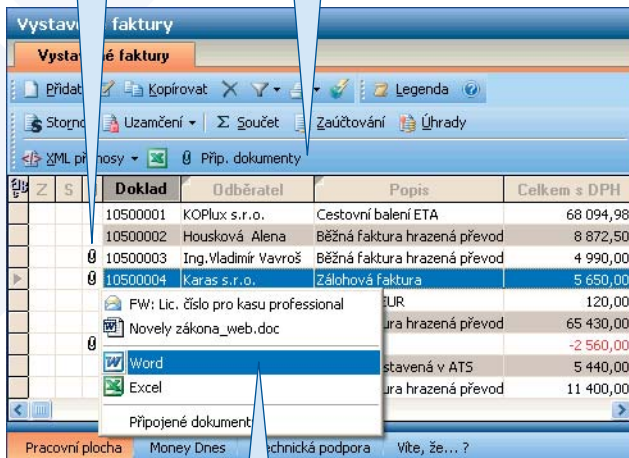 Vystav faktury
Vystav é faktury
Přidat Kopírovat Legenda
Storno Uzamčení Σ Součet Zaúčtování Úhrady
XML př nosy Přip. dokumenty
Z S Doklad Odběratel Popis Celkem s DPH
10500001 KOPlux s.r.o. Cestovní balení ETA 68 094,98
10500002 Housková Alena Běžná faktura hrazená převod 8 872,50
10500003 Ing.Vladimír Vavroš Běžná faktura hrazená převod 4 990,00
10500004 Karas s.r.o. Zálohová faktura 5 650,00
FW: Lic. číslo pro kasu professional
EUR 120,00
Novely zákona_web.doc
ura hrazená převod 65 430,00
-2 560,00
Word
stavená v ATS 5 440,00
Excel
ura hrazená převod 11 400,00
Připojené dokument
Pracovní plocha Money Dnes echnická podpora Víte, že... ?